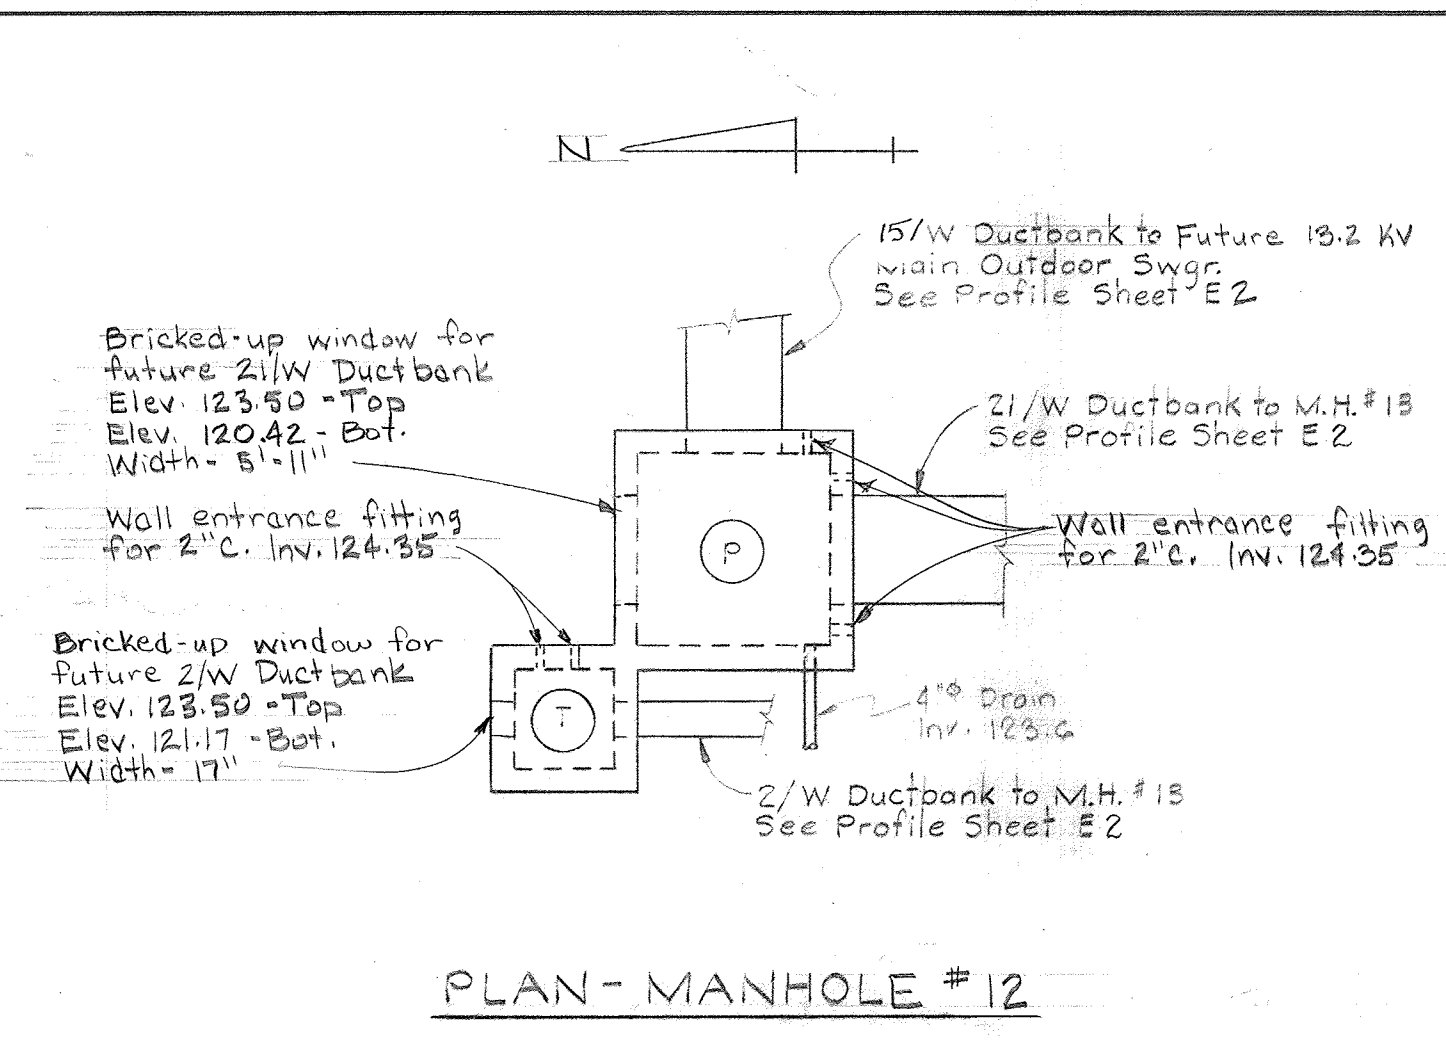 N
15/W Ductbank to Future 13.2 KV
Main Outdoor Swgr.
See Profile Sheet E2
Bricked-up window for
future 21/W Ductbank
Elev. 123.50 - Top
Elev. 120.42 - Bot.
Width - 5'-11"
21/W Ductbank to M.H. #13
See Profile Sheet E2
Wall entrance fitting
for 2"C. Inv. 124.35
P
Wall entrance fitting
for 2"C. Inv. 124.35
Bricked-up window for
future 2/W Ductbank
Elev. 123.50 - Top
Elev. 121.17 - Bot.
Width - 17"
T
4"Φ Drain
Inv. 123.6
2/W Ductbank to M.H. #13
See Profile Sheet E2
PLAN - MANHOLE #12